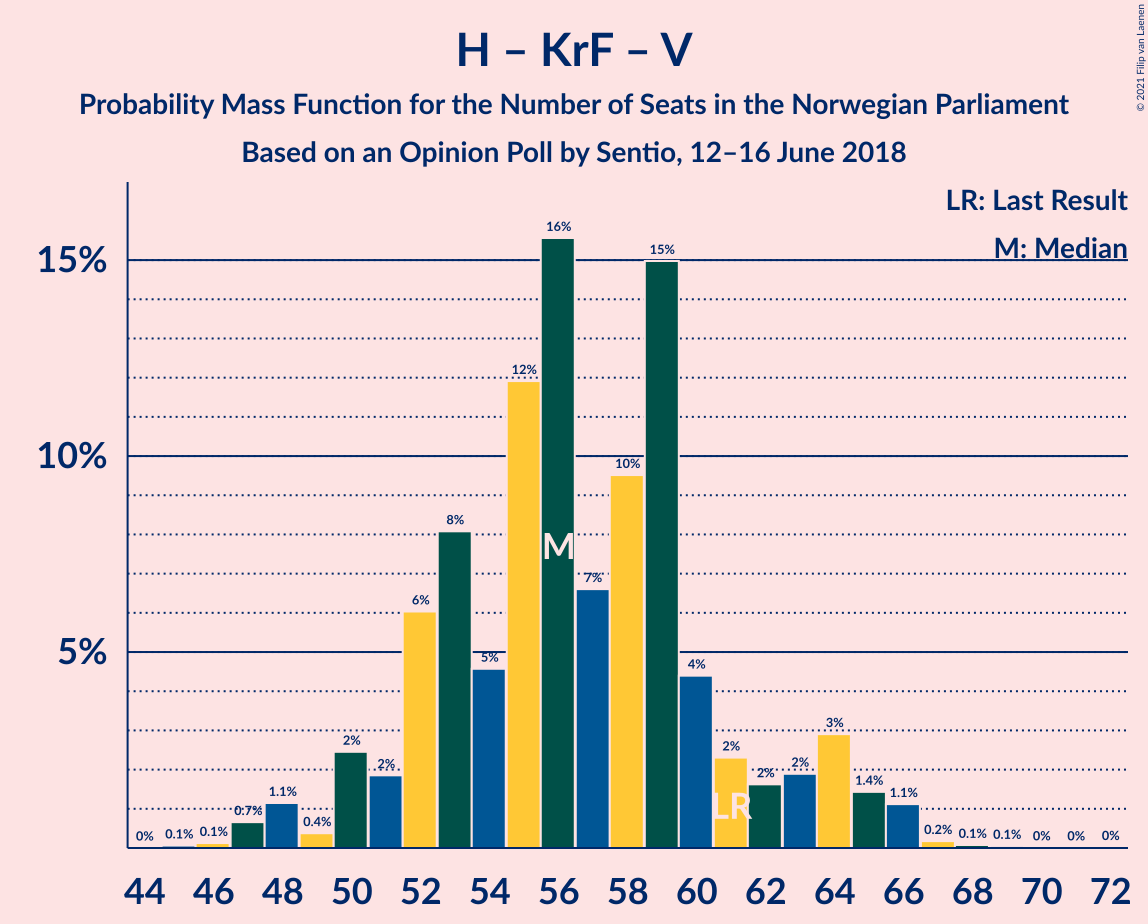 H – KrF – V
Probability Mass Function for the Number of Seats in the Norwegian Parliament
Based on an Opinion Poll by Sentio, 12–16 June 2018
© 2021 Filip van Laenen
LR: Last Result
M: Median
15%
10%
5%
0% 0.1% 0.1% 0.7% 1.1% 0.4% 2% 2% 6% 8% 5% 12% 16% 7% 10% 15% 4% 2% 2% 2% 3% 1.4% 1.1% 0.2% 0.1% 0.1% 0% 0% 0%
M
LR
44 46 48 50 52 54 56 58 60 62 64 66 68 70 72